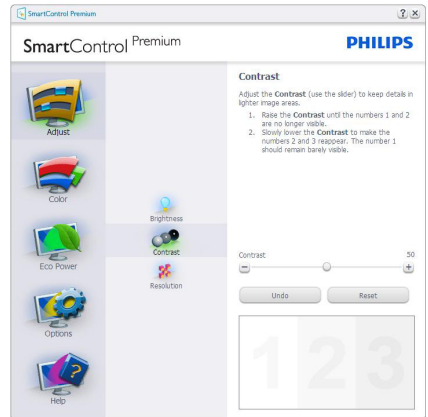 SmartControl Premium
? ×
SmartControl Premium
PHILIPS
Adjust
Color
Eco Power
Options
Help
Brightness
Contrast
Resolution
Contrast
Adjust the Contrast (use the slider) to keep details in
lighter image areas.
1. Raise the Contrast until the numbers 1 and 2
are no longer visible.
2. Slowly lower the Contrast to make the
numbers 2 and 3 reappear. The number 1
should remain barely visible.
Contrast 50
Undo Reset
1 2 3